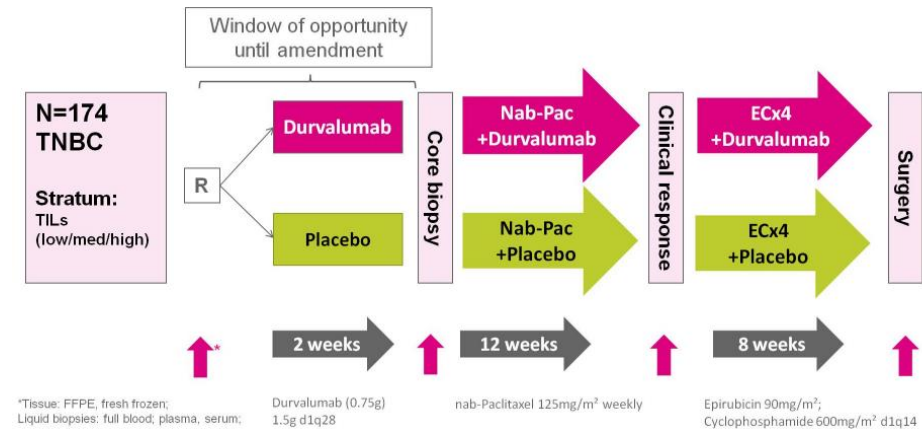 Window of opportunity
until amendment
N=174
TNBC
Stratum:
TILs
(low/med/high)
R
Durvalumab
Placebo
Core biopsy
Nab-Pac
+Durvalumab
Nab-Pac
+Placebo
Clinical response
ECx4
+Durvalumab
ECx4
+Placebo
Surgery
*
2 weeks
12 weeks
8 weeks
*Tissue: FFPE, fresh frozen;
Liquid biopsies: full blood; plasma, serum;
Durvalumab (0.75g)
1.5g d1q28
nab-Paclitaxel 125mg/m² weekly
Epirubicin 90mg/m²;
Cyclophosphamide 600mg/m² d1q14